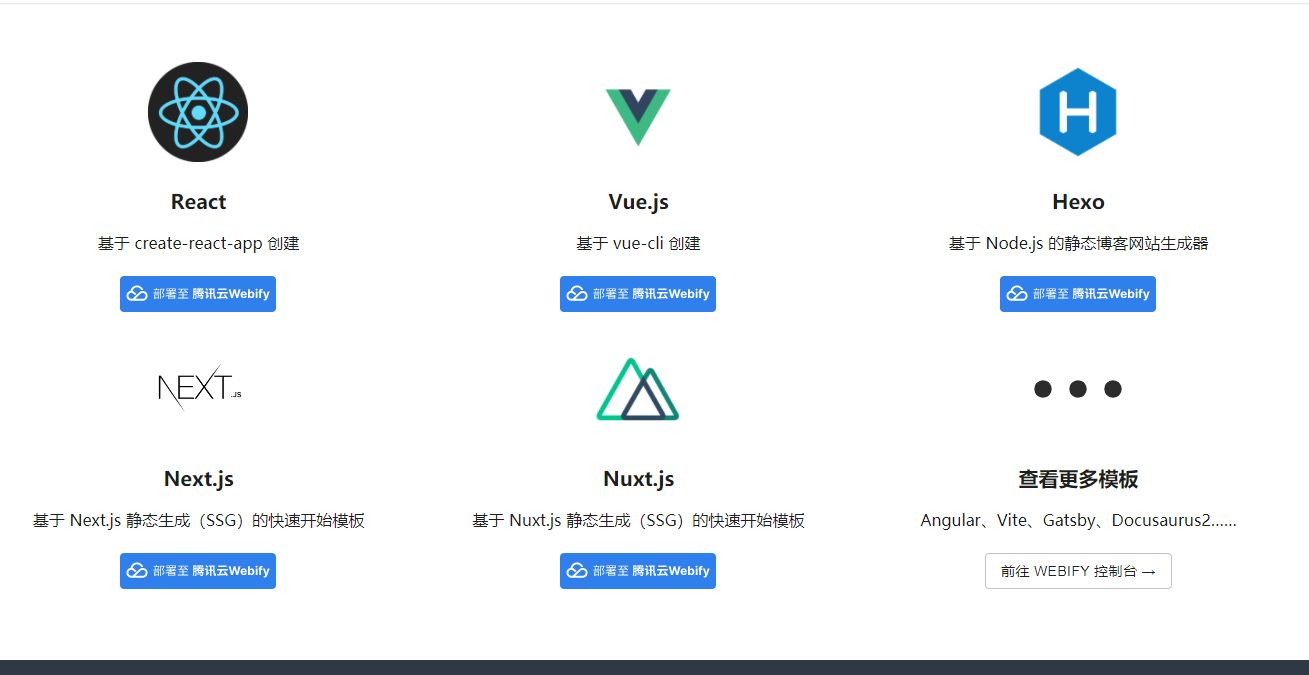 React
Vue.js
Hexo
基于 create-react-app 创建
基于 vue-cli 创建
基于 Node.js 的静态博客网站生成器
部署至 腾讯云Webify
部署至 腾讯云Webify
部署至 腾讯云Webify
NEXT.JS
Next.js
Nuxt.js
查看更多模板
基于 Next.js 静态生成（SSG）的快速开始模板
基于 Nuxt.js 静态生成（SSG）的快速开始模板
Angular、Vite、Gatsby、Docusaurus2......
部署至 腾讯云Webify
部署至 腾讯云Webify
前往 WEBIFY 控制台 →